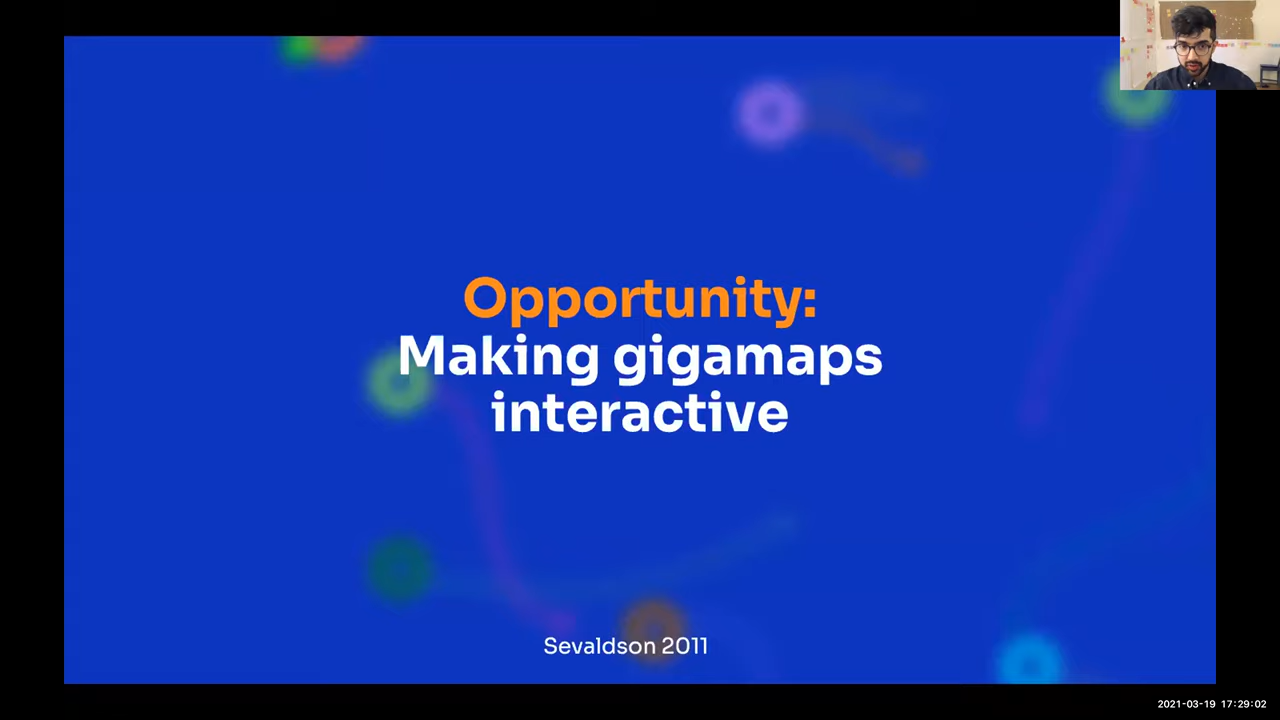 Opportunity:
Making gigamaps
interactive
Sevaldson 2011
2021-03-19 17:29:02